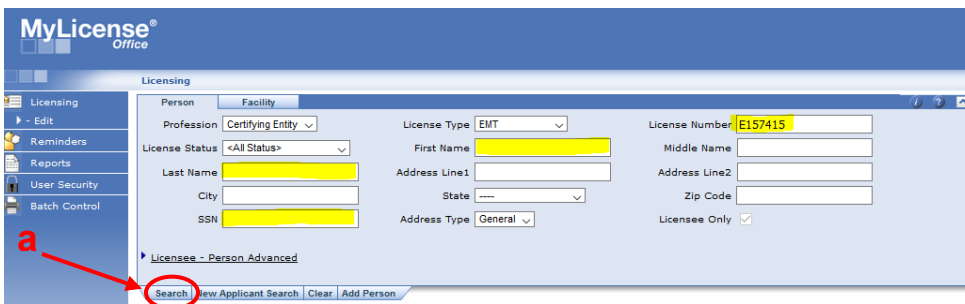 MyLicense®
Office
Licensing
Licensing
- Edit
Reminders
Reports
User Security
Batch Control
Person Facility
Profession Certifying Entity License Type EMT License Number E157415
License Status <All Status> First Name Middle Name
Last Name Address Line1 Address Line2
City State ---- Zip Code
SSN Address Type General Licensee Only
Licensee - Person Advanced
a
Search New Applicant Search Clear Add Person